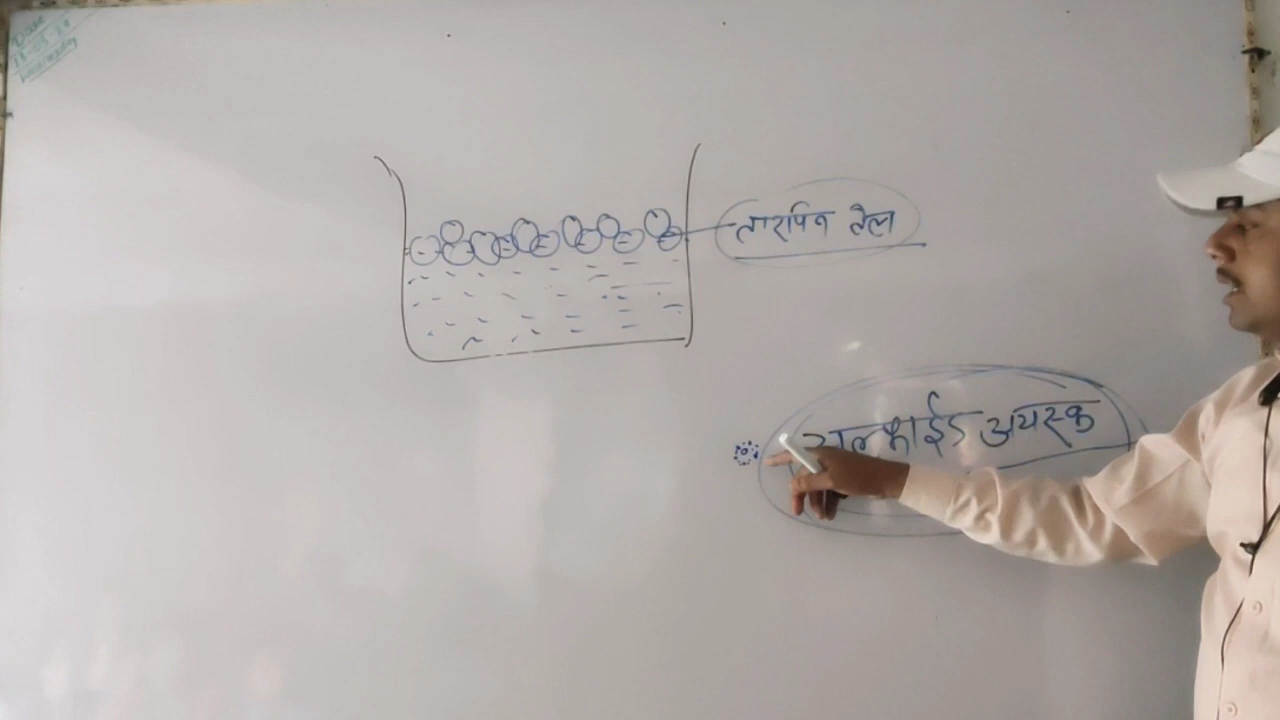 तारपिन तेल
सल्फाईड अयस्क